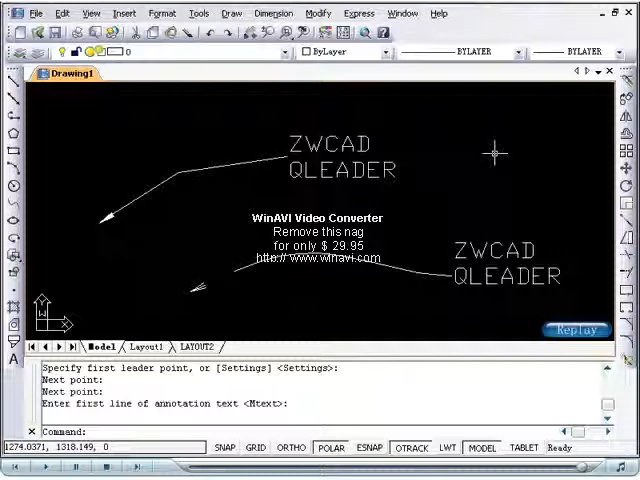 File Edit View Insert Format Tools Draw Dimension Modify Express Window Help
0 ByLayer BYLAYER BYLAYER
Drawing1
ZWCAD
QLEADER
WinAVI Video Converter
Remove this nag
for only $ 29.95
http://www.winavi.com
ZWCAD
QLEADER
Y
X
Replay
Model Layout1 LAYOUT2
Specify first leader point, or [Settings] <Settings>:
Next point:
Next point:
Enter first line of annotation text <Mtext>:
Command:
1274.0371, 1318.149, 0 SNAP GRID ORTHO POLAR ESNAP OTRACK LWT MODEL TABLET Ready